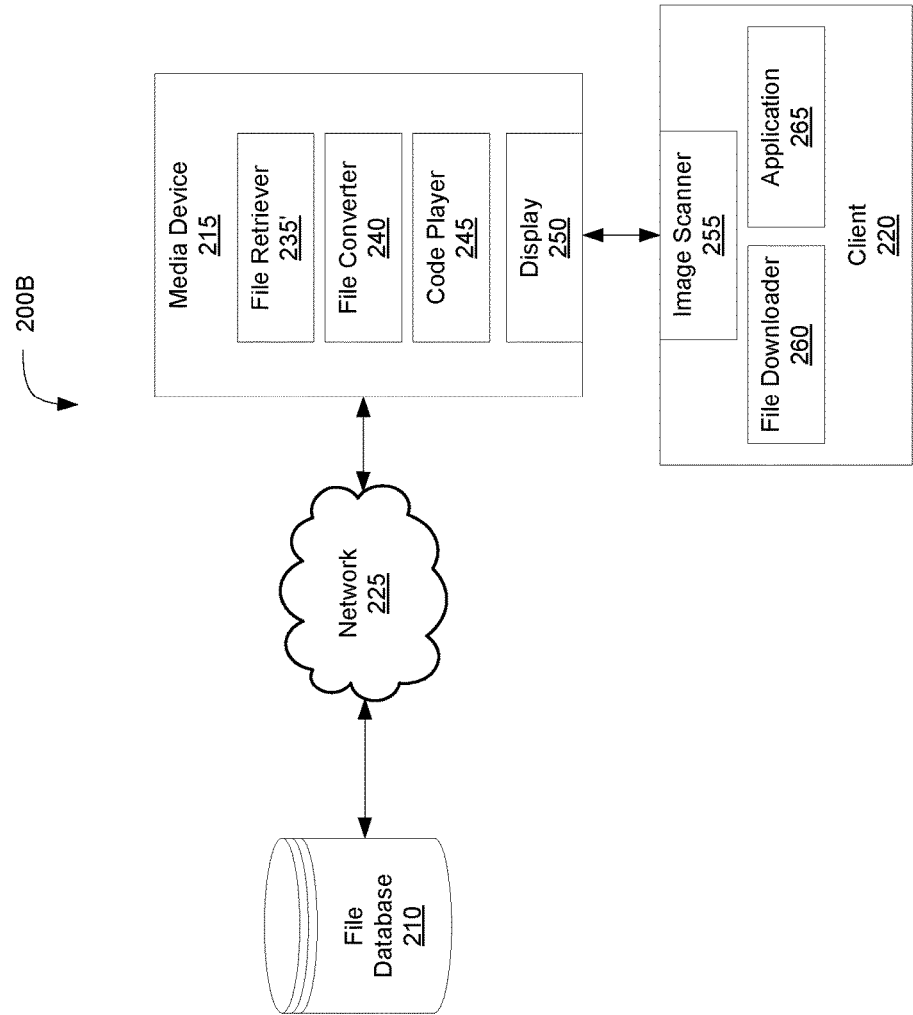 200B
File
Database
210
Network
225
Media Device
215
File Retriever
235'
File Converter
240
Code Player
245
Display
250
Image Scanner
255
File Downloader
260
Application
265
Client
220